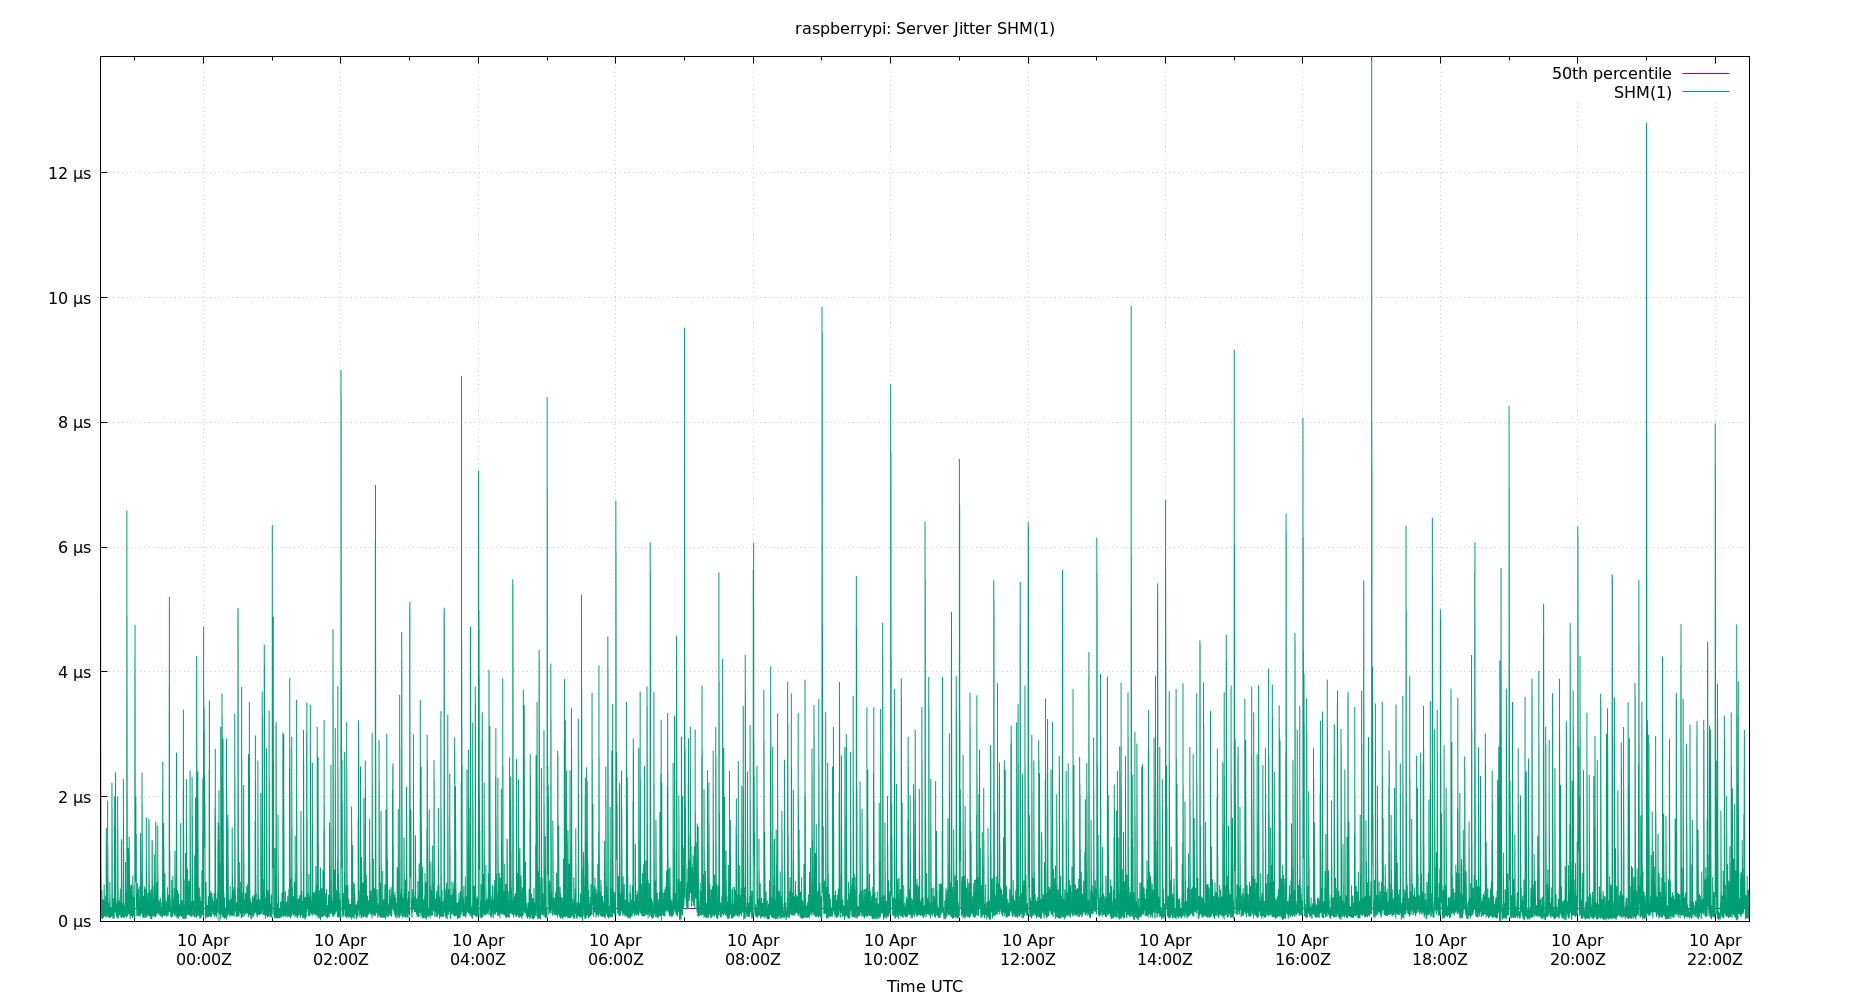 raspberrypi: Server Jitter SHM(1)
50th percentile
SHM(1)
12 µs
10 µs
8 µs
6 µs
4 µs
2 µs
0 µs
10 Apr 10 Apr 10 Apr 10 Apr 10 Apr 10 Apr 10 Apr 10 Apr 10 Apr 10 Apr 10 Apr 10 Apr
00:00Z 02:00Z 04:00Z 06:00Z 08:00Z 10:00Z 12:00Z 14:00Z 16:00Z 18:00Z 20:00Z 22:00Z
Time UTC